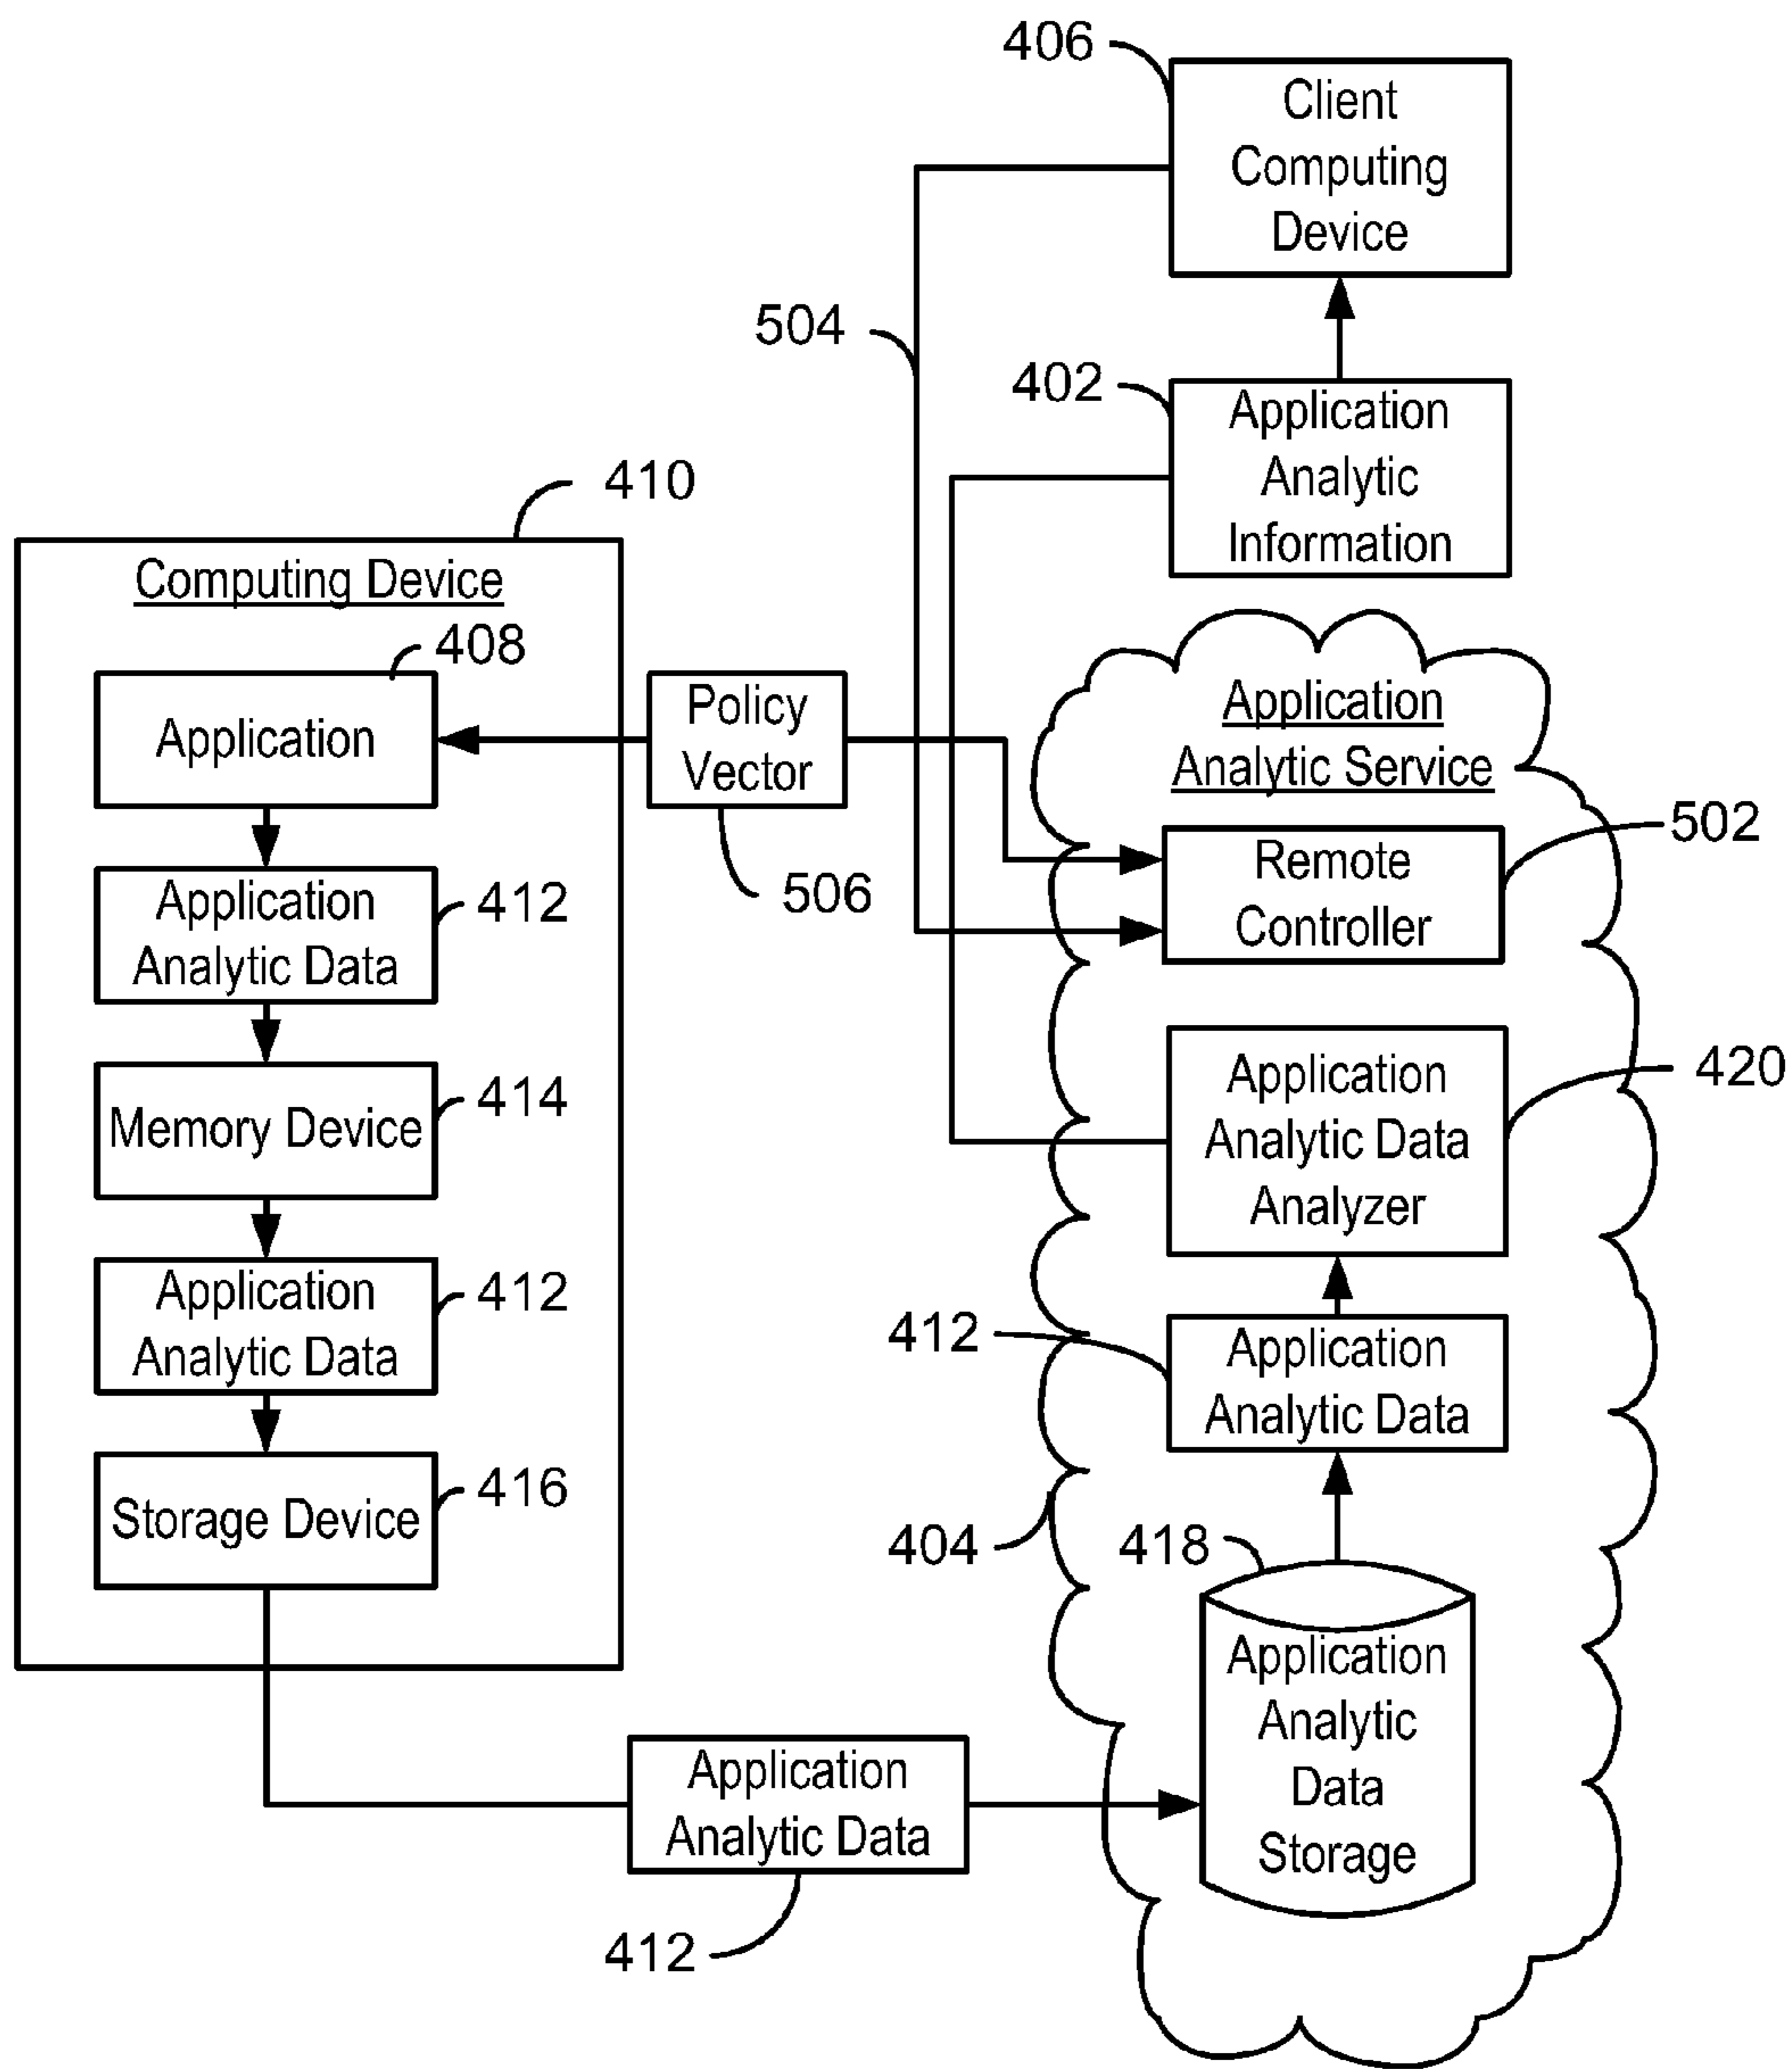 406
Client
Computing
Device
504
402
Application
Analytic
Information
410
Computing Device
408
Application
Policy
Vector
506
Application
Analytic Service
Remote
Controller
502
Application
Analytic Data
412
Memory Device
414
Application
Analytic Data
412
Storage Device
416
Application
Analytic Data
Analyzer
420
412
Application
Analytic Data
404
418
Application
Analytic
Data
Storage
Application
Analytic Data
412